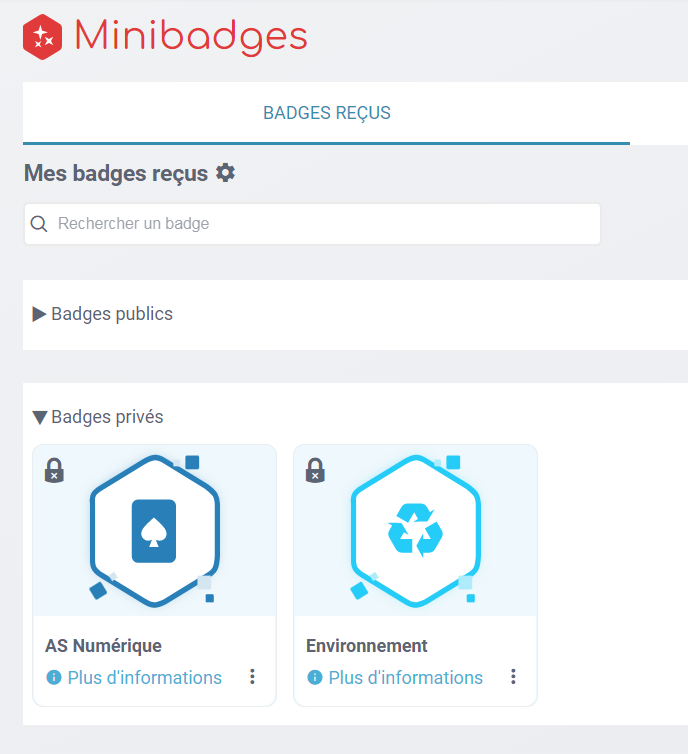 Minibadges
BADGES REÇUS
Mes badges reçus
Rechercher un badge
Badges publics
Badges privés
AS Numérique
Plus d'informations
Environnement
Plus d'informations